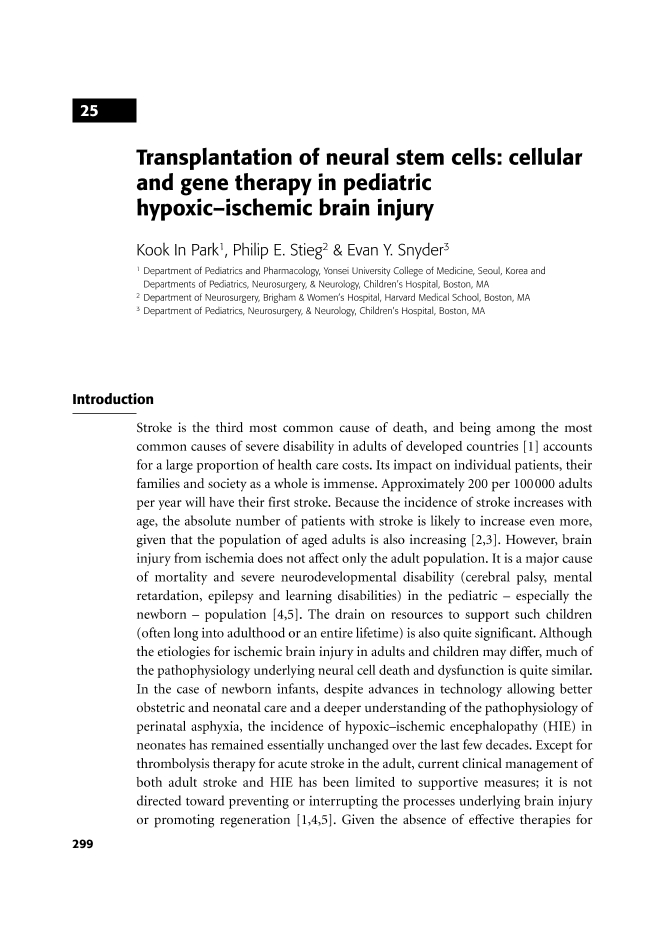 25
Transplantation of neural stem cells: cellular
and gene therapy in pediatric
hypoxic–ischemic brain injury
Kook In Park¹, Philip E. Stieg² & Evan Y. Snyder³
¹ Department of Pediatrics and Pharmacology, Yonsei University College of Medicine, Seoul, Korea and
Departments of Pediatrics, Neurosurgery, & Neurology, Children's Hospital, Boston, MA
² Department of Neurosurgery, Brigham & Women's Hospital, Harvard Medical School, Boston, MA
³ Department of Pediatrics, Neurosurgery, & Neurology, Children's Hospital, Boston, MA
Introduction
Stroke is the third most common cause of death, and being among the most
common causes of severe disability in adults of developed countries [1] accounts
for a large proportion of health care costs. Its impact on individual patients, their
families and society as a whole is immense. Approximately 200 per 100 000 adults
per year will have their first stroke. Because the incidence of stroke increases with
age, the absolute number of patients with stroke is likely to increase even more,
given that the population of aged adults is also increasing [2,3]. However, brain
injury from ischemia does not affect only the adult population. It is a major cause
of mortality and severe neurodevelopmental disability (cerebral palsy, mental
retardation, epilepsy and learning disabilities) in the pediatric – especially the
newborn – population [4,5]. The drain on resources to support such children
(often long into adulthood or an entire lifetime) is also quite significant. Although
the etiologies for ischemic brain injury in adults and children may differ, much of
the pathophysiology underlying neural cell death and dysfunction is quite similar.
In the case of newborn infants, despite advances in technology allowing better
obstetric and neonatal care and a deeper understanding of the pathophysiology of
perinatal asphyxia, the incidence of hypoxic–ischemic encephalopathy (HIE) in
neonates has remained essentially unchanged over the last few decades. Except for
thrombolysis therapy for acute stroke in the adult, current clinical management of
both adult stroke and HIE has been limited to supportive measures; it is not
directed toward preventing or interrupting the processes underlying brain injury
or promoting regeneration [1,4,5]. Given the absence of effective therapies for
299